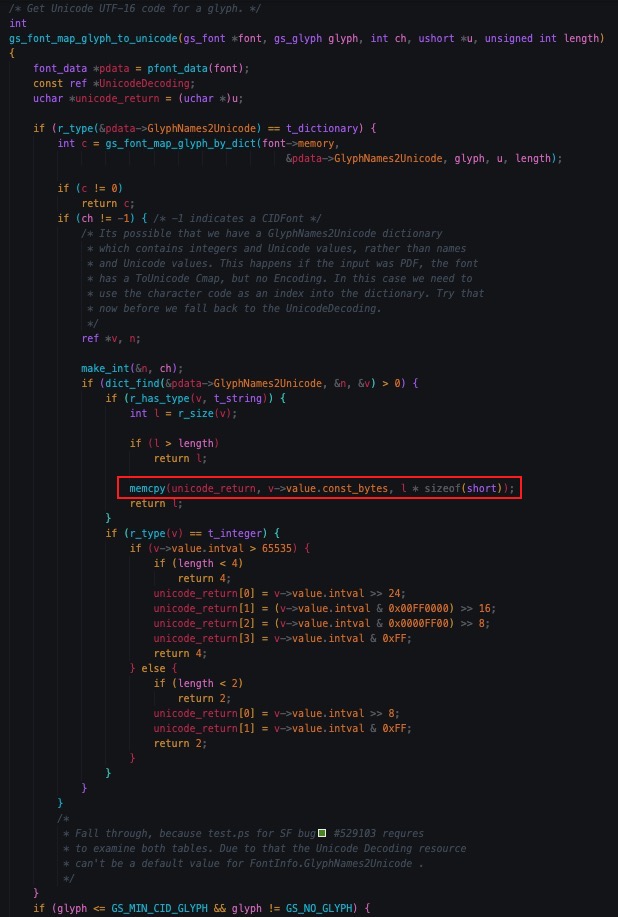 /* Get Unicode UTF-16 code for a glyph. */
int
gs_font_map_glyph_to_unicode(gs_font *font, gs_glyph glyph, int ch, ushort *u, unsigned int length)
{
    font_data *pdata = pfont_data(font);
    const ref *UnicodeDecoding;
    uchar *unicode_return = (uchar *)u;

    if (r_type(&pdata->GlyphNames2Unicode) == t_dictionary) {
        int c = gs_font_map_glyph_by_dict(font->memory,
                                          &pdata->GlyphNames2Unicode, glyph, u, length);

        if (c != 0)
            return c;
        if (ch != -1) { /* -1 indicates a CIDFont */
            /* Its possible that we have a GlyphNames2Unicode dictionary
             * which contains integers and Unicode values, rather than names
             * and Unicode values. This happens if the input was PDF, the font
             * has a ToUnicode Cmap, but no Encoding. In this case we need to
             * use the character code as an index into the dictionary. Try that
             * now before we fall back to the UnicodeDecoding.
             */
            ref *v, n;

            make_int(&n, ch);
            if (dict_find(&pdata->GlyphNames2Unicode, &n, &v) > 0) {
                if (r_has_type(v, t_string)) {
                    int l = r_size(v);

                    if (l > length)
                        return l;

                    memcpy(unicode_return, v->value.const_bytes, l * sizeof(short));
                    return l;
                }
                if (r_type(v) == t_integer) {
                    if (v->value.intval > 65535) {
                        if (length < 4)
                            return 4;
                        unicode_return[0] = v->value.intval >> 24;
                        unicode_return[1] = (v->value.intval & 0x00FF0000) >> 16;
                        unicode_return[2] = (v->value.intval & 0x0000FF00) >> 8;
                        unicode_return[3] = v->value.intval & 0xFF;
                        return 4;
                    } else {
                        if (length < 2)
                            return 2;
                        unicode_return[0] = v->value.intval >> 8;
                        unicode_return[1] = v->value.intval & 0xFF;
                        return 2;
                    }
                }
            }
        }
        /*
         * Fall through, because test.ps for SF bug #529103 requres
         * to examine both tables. Due to that the Unicode Decoding resource
         * can't be a default value for FontInfo.GlyphNames2Unicode .
         */
    }
    if (glyph <= GS_MIN_CID_GLYPH && glyph != GS_NO_GLYPH) {